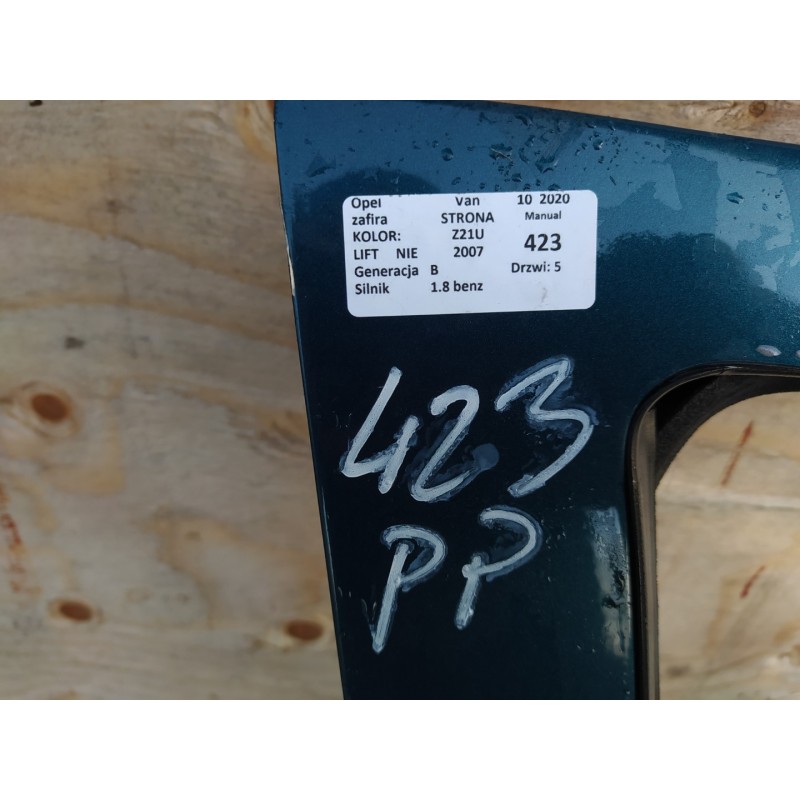 Opel Van 10 2020
zafira STRONA Manual
KOLOR: Z21U 423
LIFT NIE 2007
Generacja B Drzwi: 5
Silnik 1.8 benz
423
PP